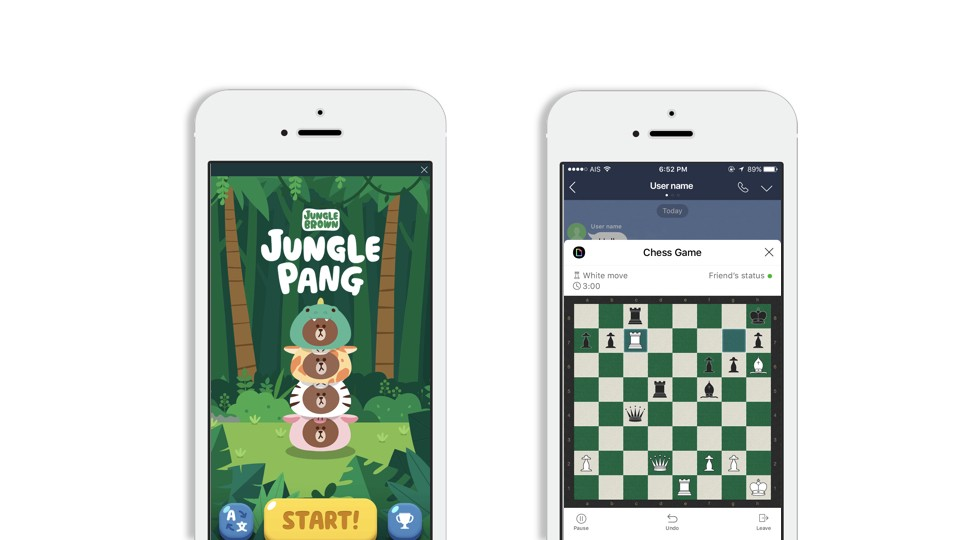 JUNGLE
BROWN
JUNGLE
PANG
A
文
START!
AIS
6:52 PM
89%
User name
Today
User name
Chess Game
White move
Friend's status
3:00
Pause
Undo
Leave